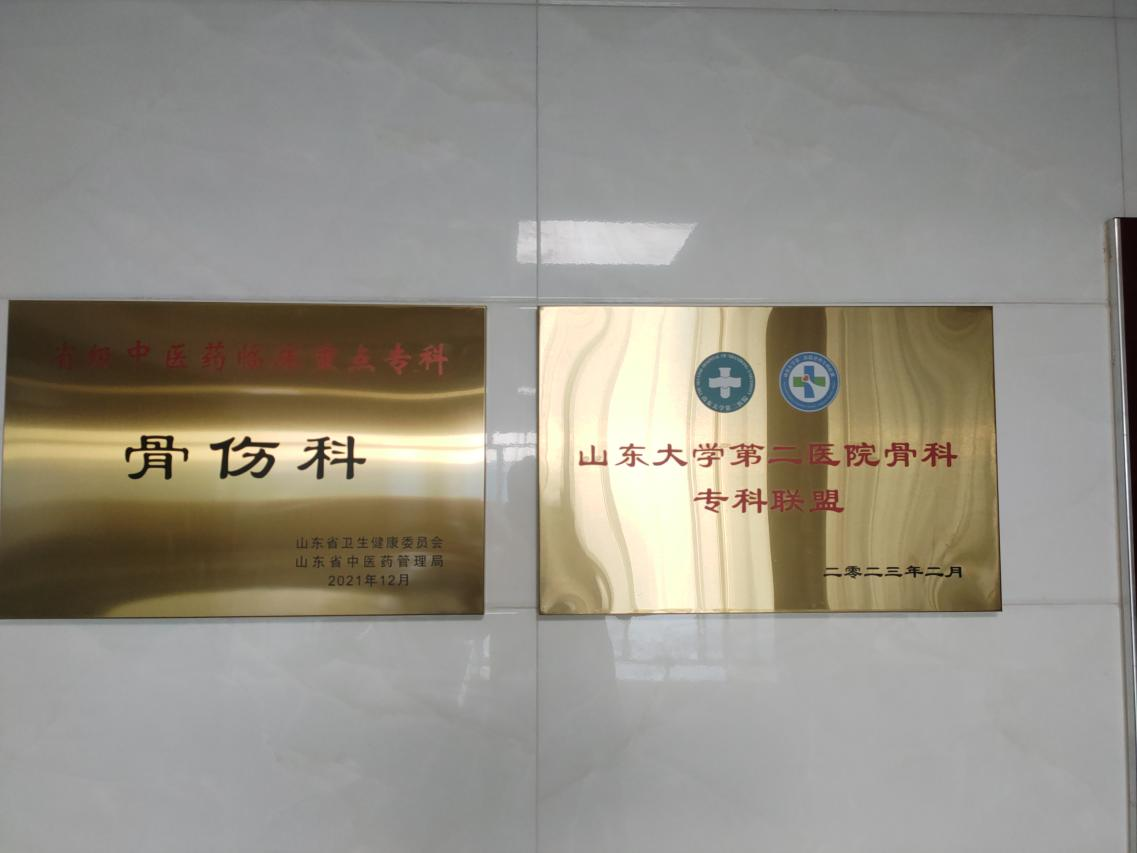 省级中医药临床重点专科
骨伤科
山东省卫生健康委员会
山东省中医药管理局
2021年12月
山东大学第二医院骨科
专科联盟
二零二三年二月